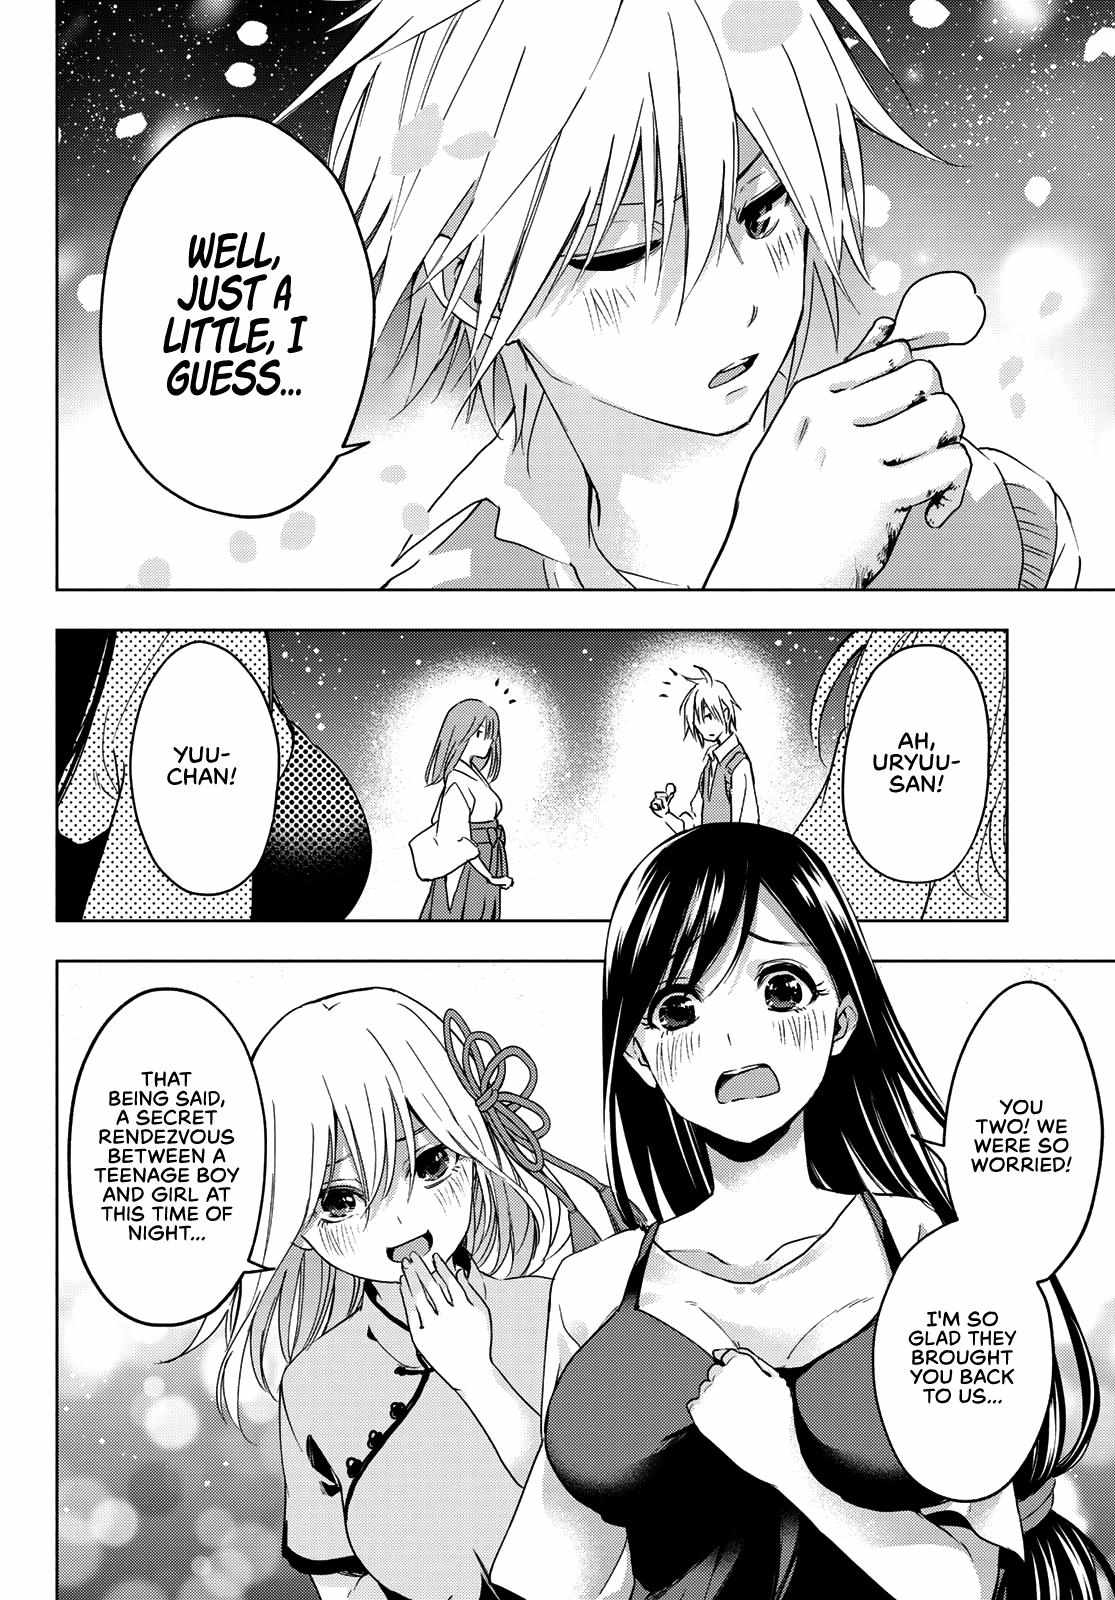 WELL,
JUST A
LITTLE, I
GUESS...
AH,
URYUU-
SAN!
YUU-
CHAN!
YOU
TWO! WE
WERE SO
WORRIED!
I'M SO
GLAD THEY
BROUGHT
YOU BACK
TO US...
THAT
BEING SAID,
A SECRET
RENDEZVOUS
BETWEEN A
TEENAGE BOY
AND GIRL AT
THIS TIME OF
NIGHT...